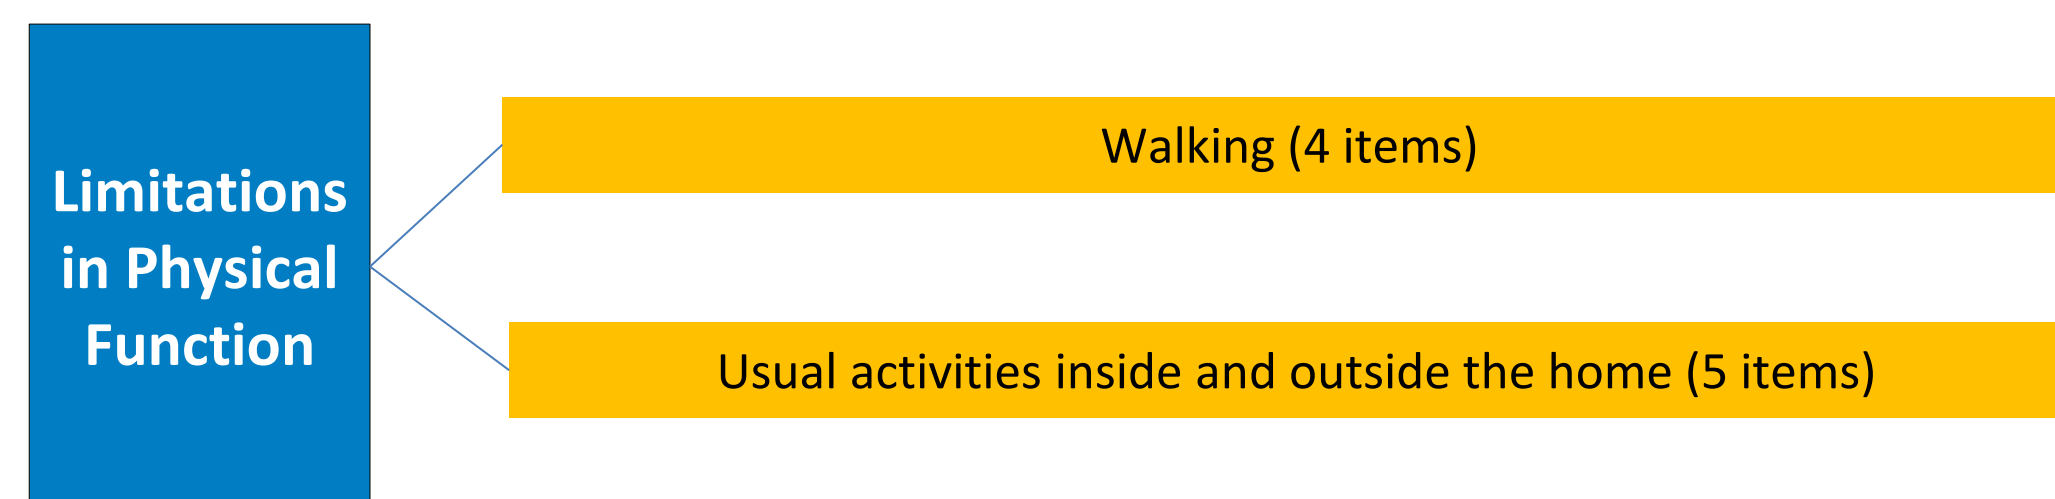 Limitations
in Physical
Function
Walking (4 items)
Usual activities inside and outside the home (5 items)